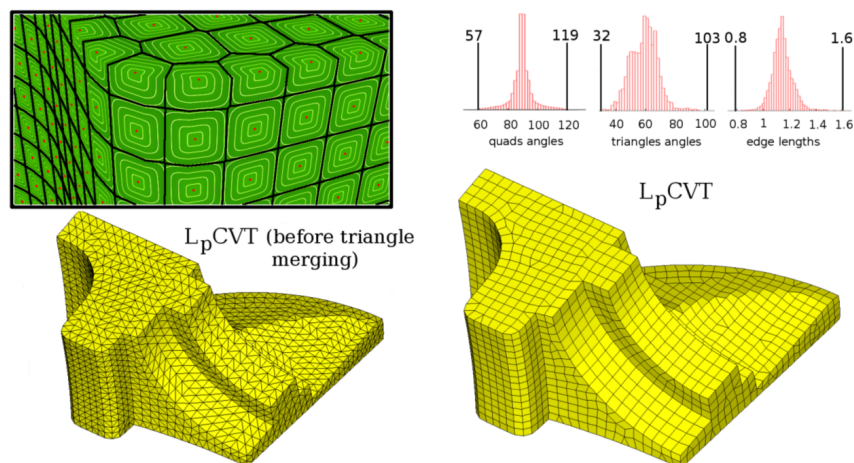 57 119 32 103 0.8 1.6
60 80 100 120 40 60 80 100 0.8 1 1.2 1.4 1.6
quads angles triangles angles edge lengths
LpCVT
LpCVT (before triangle
merging)